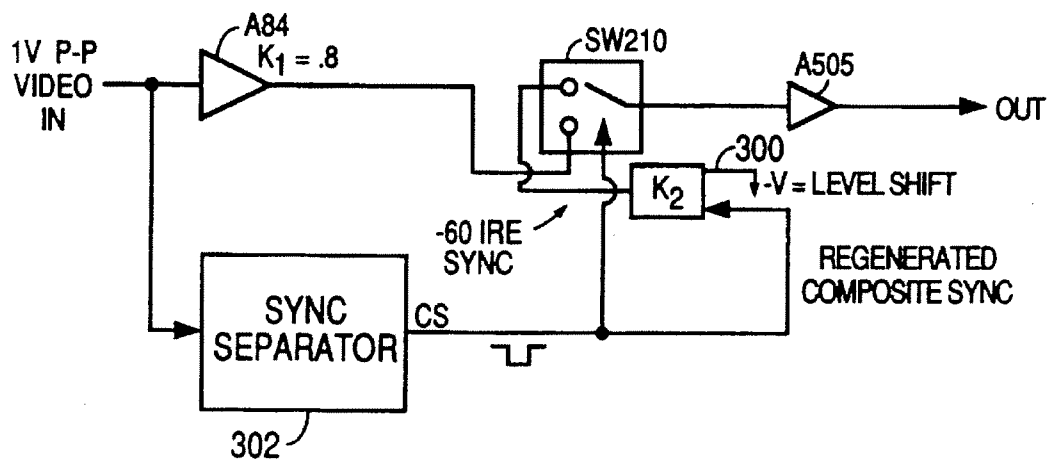 1V P-P
VIDEO
IN
A84
K1 = .8
SW210
A505
OUT
300
K2
-V = LEVEL SHIFT
-60 IRE
SYNC
REGENERATED
COMPOSITE SYNC
SYNC
SEPARATOR
CS
302